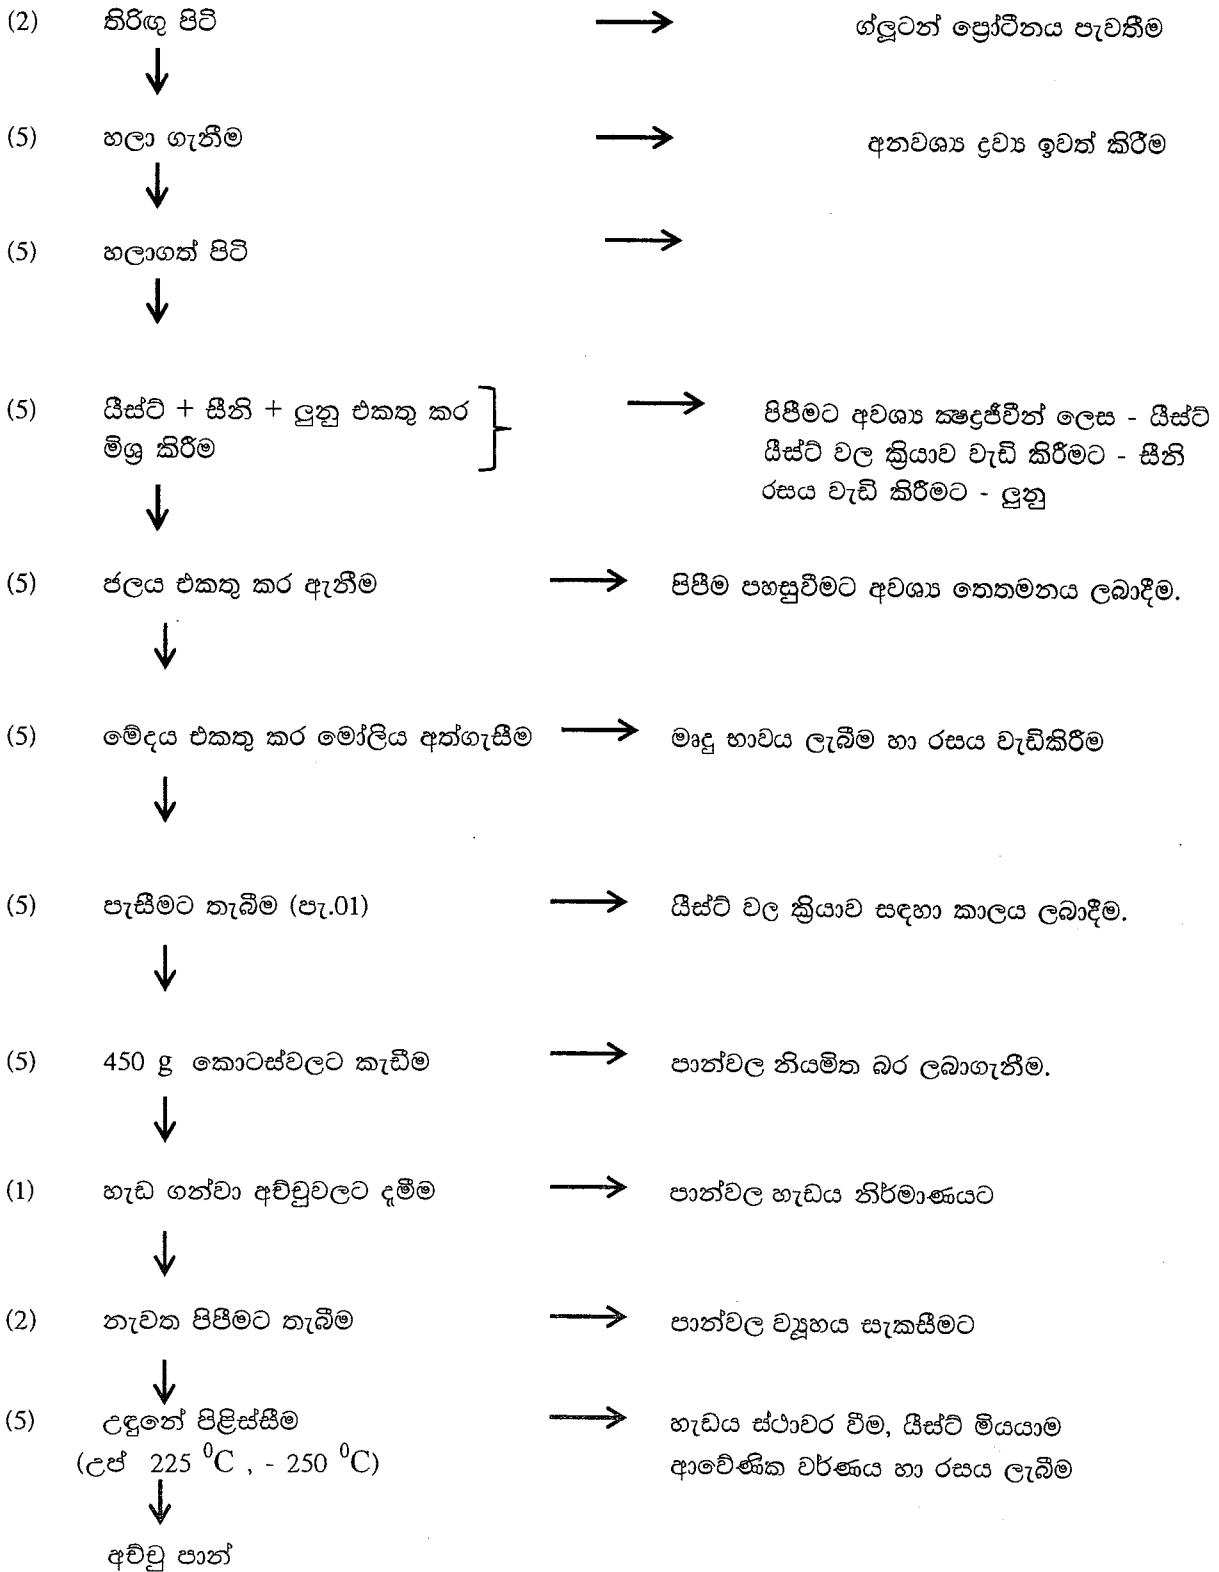 (2) තිරිඟු පිටි → ග්ලූටන් ප්‍රෝටීනය පැවතීම
(5) හලා ගැනීම → අනවශ්‍ය ද්‍රව්‍ය ඉවත් කිරීම
(5) හලාගත් පිටි →
(5) යීස්ට් + සීනි + ලුනු එකතු කර → පිපීමට අවශ්‍ය ක්‍ෂද්‍රජීවීන් ලෙස - යීස්ට්
මිශ්‍ර කිරීම යීස්ට් වල ක්‍රියාව වැඩි කිරීමට - සීනි
රසය වැඩි කිරීමට - ලුනු
(5) ජලය එකතු කර ඇනීම → පිපීම පහසුවීමට අවශ්‍ය තෙතමනය ලබාදීම.
(5) මේදය එකතු කර මෝලිය අත්ගැසීම → මෘදු භාවය ලැබීම හා රසය වැඩිකිරීම
(5) පැසීමට තැබීම (පැ.01) → යීස්ට් වල ක්‍රියාව සඳහා කාලය ලබාදීම.
(5) 450 g කොටස්වලට කැඩීම → පාන්වල නියමිත බර ලබාගැනීම.
(1) හැඩ ගන්වා අච්චුවලට දැමීම → පාන්වල හැඩය නිර්මාණයට
(2) නැවත පිපීමට තැබීම → පාන්වල ව්‍යූහය සැකසීමට
(5) උඳුනේ පිළිස්සීම → හැඩය ස්ථාවර වීම, යීස්ට් මියයාම
(උප් 225 ⁰C , - 250 ⁰C) ආවේණික වර්ණය හා රසය ලැබීම
අච්චු පාන්